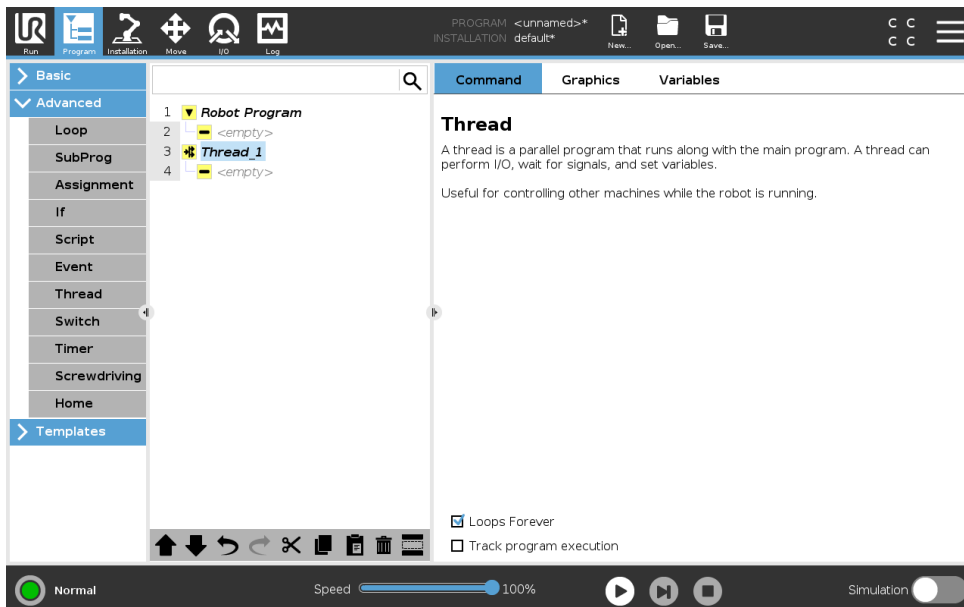 UR
Run
Program
Installation
Move
I/O
Log
PROGRAM <unnamed>*
INSTALLATION default*
New...
Open...
Save...
C C
C C
Basic
Advanced
Loop
SubProg
Assignment
If
Script
Event
Thread
Switch
Timer
Screwdriving
Home
Templates
1 Robot Program
2 <empty>
3 Thread_1
4 <empty>
Command Graphics Variables
Thread
A thread is a parallel program that runs along with the main program. A thread can
perform I/O, wait for signals, and set variables.
Useful for controlling other machines while the robot is running.
Loops Forever
Track program execution
Normal
Speed 100%
Simulation